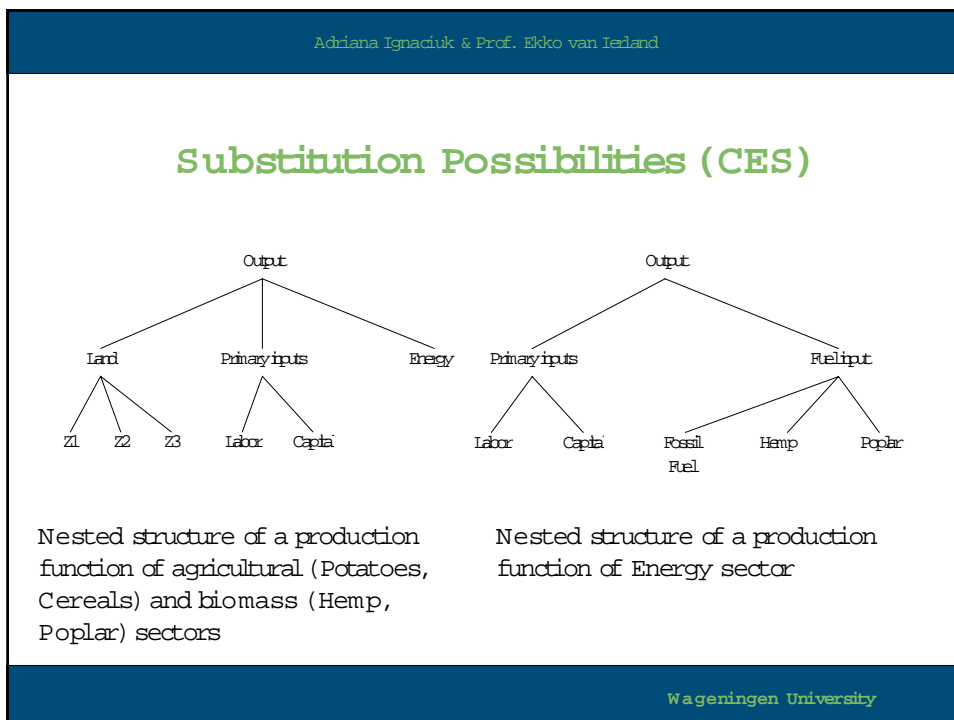 Adriana Ignaciuk & Prof. Ekko van Ierland
Substitution Possibilities (CES)
Output
Output
Land
Primary inputs
Energy
Primary inputs
Fuel input
Z1
Z2
Z3
Labor
Capital
Labor
Capital
Fossil
Fuel
Hemp
Poplar
Nested structure of a production
function of agricultural (Potatoes,
Cereals) and biomass (Hemp,
Poplar) sectors
Nested structure of a production
function of Energy sector
Wageningen University